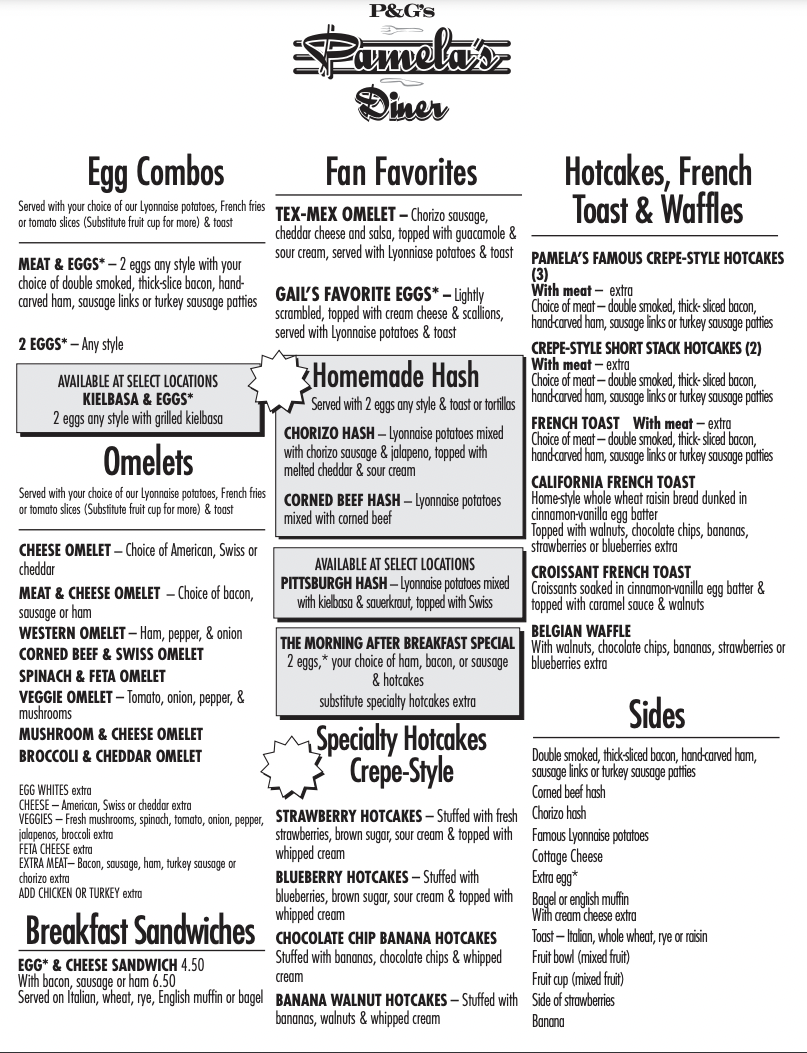 P&G's
Pamela's
Diner
Egg Combos
Served with your choice of our Lyonnaise potatoes, French fries
or tomato slices (Substitute fruit cup for more) & toast
MEAT & EGGS* – 2 eggs any style with your
choice of double smoked, thick-slice bacon, hand-
carved ham, sausage links or turkey sausage patties
2 EGGS* – Any style
AVAILABLE AT SELECT LOCATIONS
KIELBASA & EGGS*
2 eggs any style with grilled kielbasa
Omelets
Served with your choice of our Lyonnaise potatoes, French fries
or tomato slices (Substitute fruit cup for more) & toast
CHEESE OMELET – Choice of American, Swiss or
cheddar
MEAT & CHEESE OMELET – Choice of bacon,
sausage or ham
WESTERN OMELET – Ham, pepper, & onion
CORNED BEEF & SWISS OMELET
SPINACH & FETA OMELET
VEGGIE OMELET – Tomato, onion, pepper, &
mushrooms
MUSHROOM & CHEESE OMELET
BROCCOLI & CHEDDAR OMELET
EGG WHITES extra
CHEESE – American, Swiss or cheddar extra
VEGGIES – Fresh mushrooms, spinach, tomato, onion, pepper,
jalapenos, broccoli extra
FETA CHEESE extra
EXTRA MEAT– Bacon, sausage, ham, turkey sausage or
chorizo extra
ADD CHICKEN OR TURKEY extra
Breakfast Sandwiches
EGG* & CHEESE SANDWICH 4.50
With bacon, sausage or ham 6.50
Served on Italian, wheat, rye, English muffin or bagel
Fan Favorites
TEX-MEX OMELET – Chorizo sausage,
cheddar cheese and salsa, topped with guacamole &
sour cream, served with Lyonniase potatoes & toast
GAIL'S FAVORITE EGGS* – Lightly
scrambled, topped with cream cheese & scallions,
served with Lyonnaise potatoes & toast
Homemade Hash
Served with 2 eggs any style & toast or tortillas
CHORIZO HASH – Lyonnaise potatoes mixed
with chorizo sausage & jalapeno, topped with
melted cheddar & sour cream
CORNED BEEF HASH – Lyonnaise potatoes
mixed with corned beef
AVAILABLE AT SELECT LOCATIONS
PITTSBURGH HASH – Lyonnaise potatoes mixed
with kielbasa & sauerkraut, topped with Swiss
THE MORNING AFTER BREAKFAST SPECIAL
2 eggs,* your choice of ham, bacon, or sausage
& hotcakes
substitute specialty hotcakes extra
Specialty Hotcakes
Crepe-Style
STRAWBERRY HOTCAKES – Stuffed with fresh
strawberries, brown sugar, sour cream & topped with
whipped cream
BLUEBERRY HOTCAKES – Stuffed with
blueberries, brown sugar, sour cream & topped with
whipped cream
CHOCOLATE CHIP BANANA HOTCAKES
Stuffed with bananas, chocolate chips & whipped
cream
BANANA WALNUT HOTCAKES – Stuffed with
bananas, walnuts & whipped cream
Hotcakes, French
Toast & Waffles
PAMELA'S FAMOUS CREPE-STYLE HOTCAKES
(3)
With meat – extra
Choice of meat – double smoked, thick- sliced bacon,
hand-carved ham, sausage links or turkey sausage patties
CREPE-STYLE SHORT STACK HOTCAKES (2)
With meat – extra
Choice of meat – double smoked, thick- sliced bacon,
hand-carved ham, sausage links or turkey sausage patties
FRENCH TOAST With meat – extra
Choice of meat – double smoked, thick- sliced bacon,
hand-carved ham, sausage links or turkey sausage patties
CALIFORNIA FRENCH TOAST
Home-style whole wheat raisin bread dunked in
cinnamon-vanilla egg batter
Topped with walnuts, chocolate chips, bananas,
strawberries or blueberries extra
CROISSANT FRENCH TOAST
Croissants soaked in cinnamon-vanilla egg batter &
topped with caramel sauce & walnuts
BELGIAN WAFFLE
With walnuts, chocolate chips, bananas, strawberries or
blueberries extra
Sides
Double smoked, thick-sliced bacon, hand-carved ham,
sausage links or turkey sausage patties
Corned beef hash
Chorizo hash
Famous Lyonnaise potatoes
Cottage Cheese
Extra egg*
Bagel or english muffin
With cream cheese extra
Toast – Italian, whole wheat, rye or raisin
Fruit bowl (mixed fruit)
Fruit cup (mixed fruit)
Side of strawberries
Banana